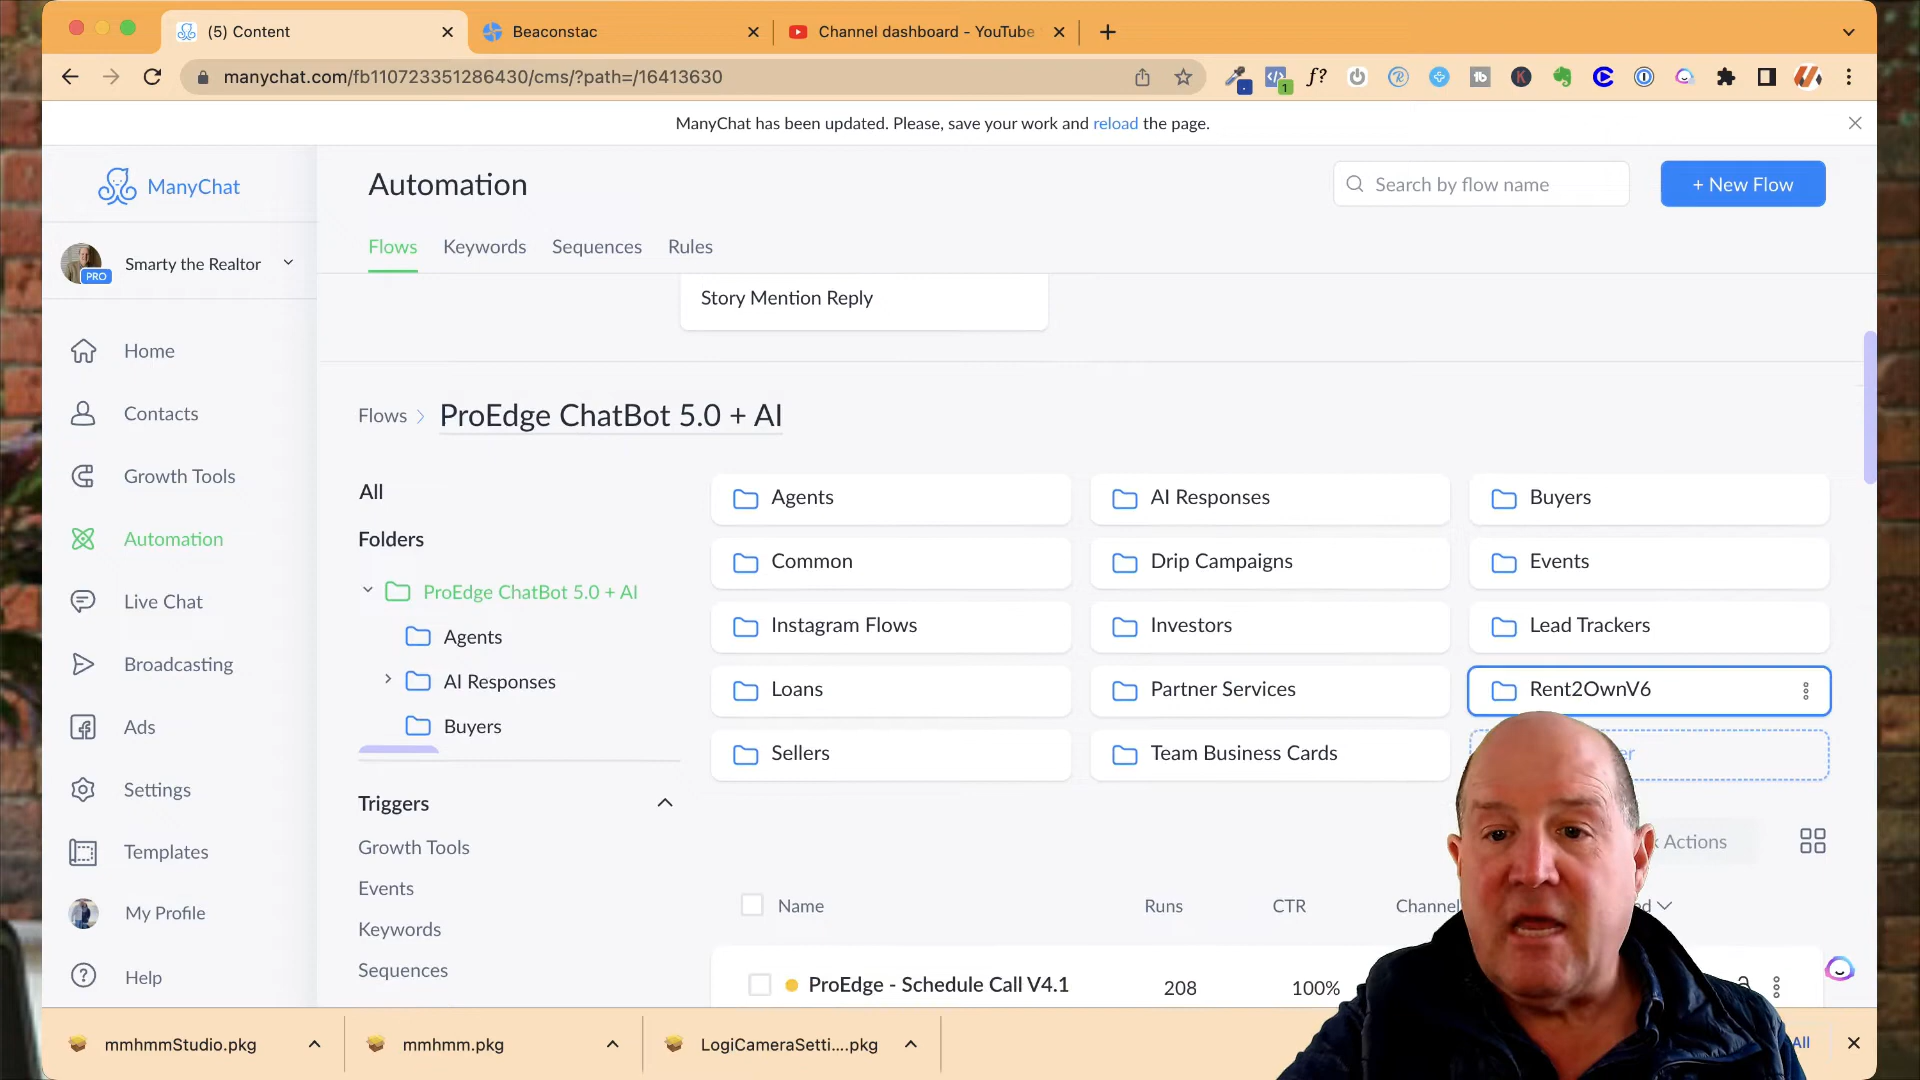 (5) Content
Beaconstac
Channel dashboard - YouTube
manychat.com/fb110723351286430/cms/?path=/16413630
ManyChat has been updated. Please, save your work and reload the page.
ManyChat
Automation
Search by flow name
+ New Flow
Smarty the Realtor
PRO
Flows
Keywords
Sequences
Rules
Story Mention Reply
Home
Contacts
Growth Tools
Automation
Live Chat
Broadcasting
Ads
Settings
Templates
My Profile
Help
Flows > ProEdge ChatBot 5.0 + AI
All
Folders
ProEdge ChatBot 5.0 + AI
Agents
AI Responses
Buyers
Triggers
Growth Tools
Events
Keywords
Sequences
Agents
AI Responses
Buyers
Common
Drip Campaigns
Events
Instagram Flows
Investors
Lead Trackers
Loans
Partner Services
Rent2OwnV6
Sellers
Team Business Cards
Actions
Name
Runs
CTR
Channel
ProEdge - Schedule Call V4.1
208
100%
mmhmmStudio.pkg
mmhmm.pkg
LogiCameraSetti....pkg
All